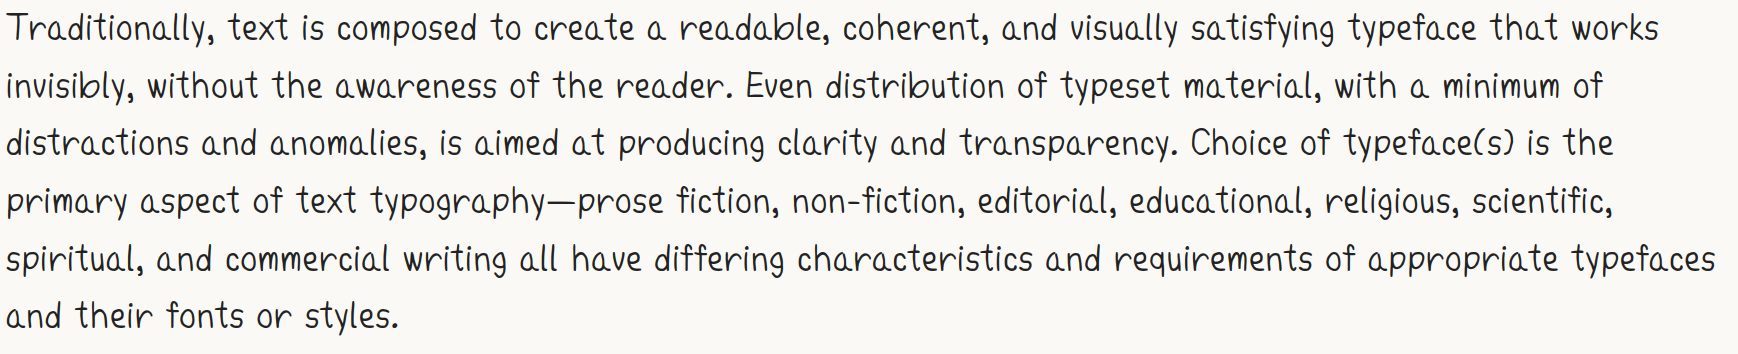 Traditionally, text is composed to create a readable, coherent, and visually satisfying typeface that works
invisibly, without the awareness of the reader. Even distribution of typeset material, with a minimum of
distractions and anomalies, is aimed at producing clarity and transparency. Choice of typeface(s) is the
primary aspect of text typography—prose fiction, non-fiction, editorial, educational, religious, scientific,
spiritual, and commercial writing all have differing characteristics and requirements of appropriate typefaces
and their fonts or styles.